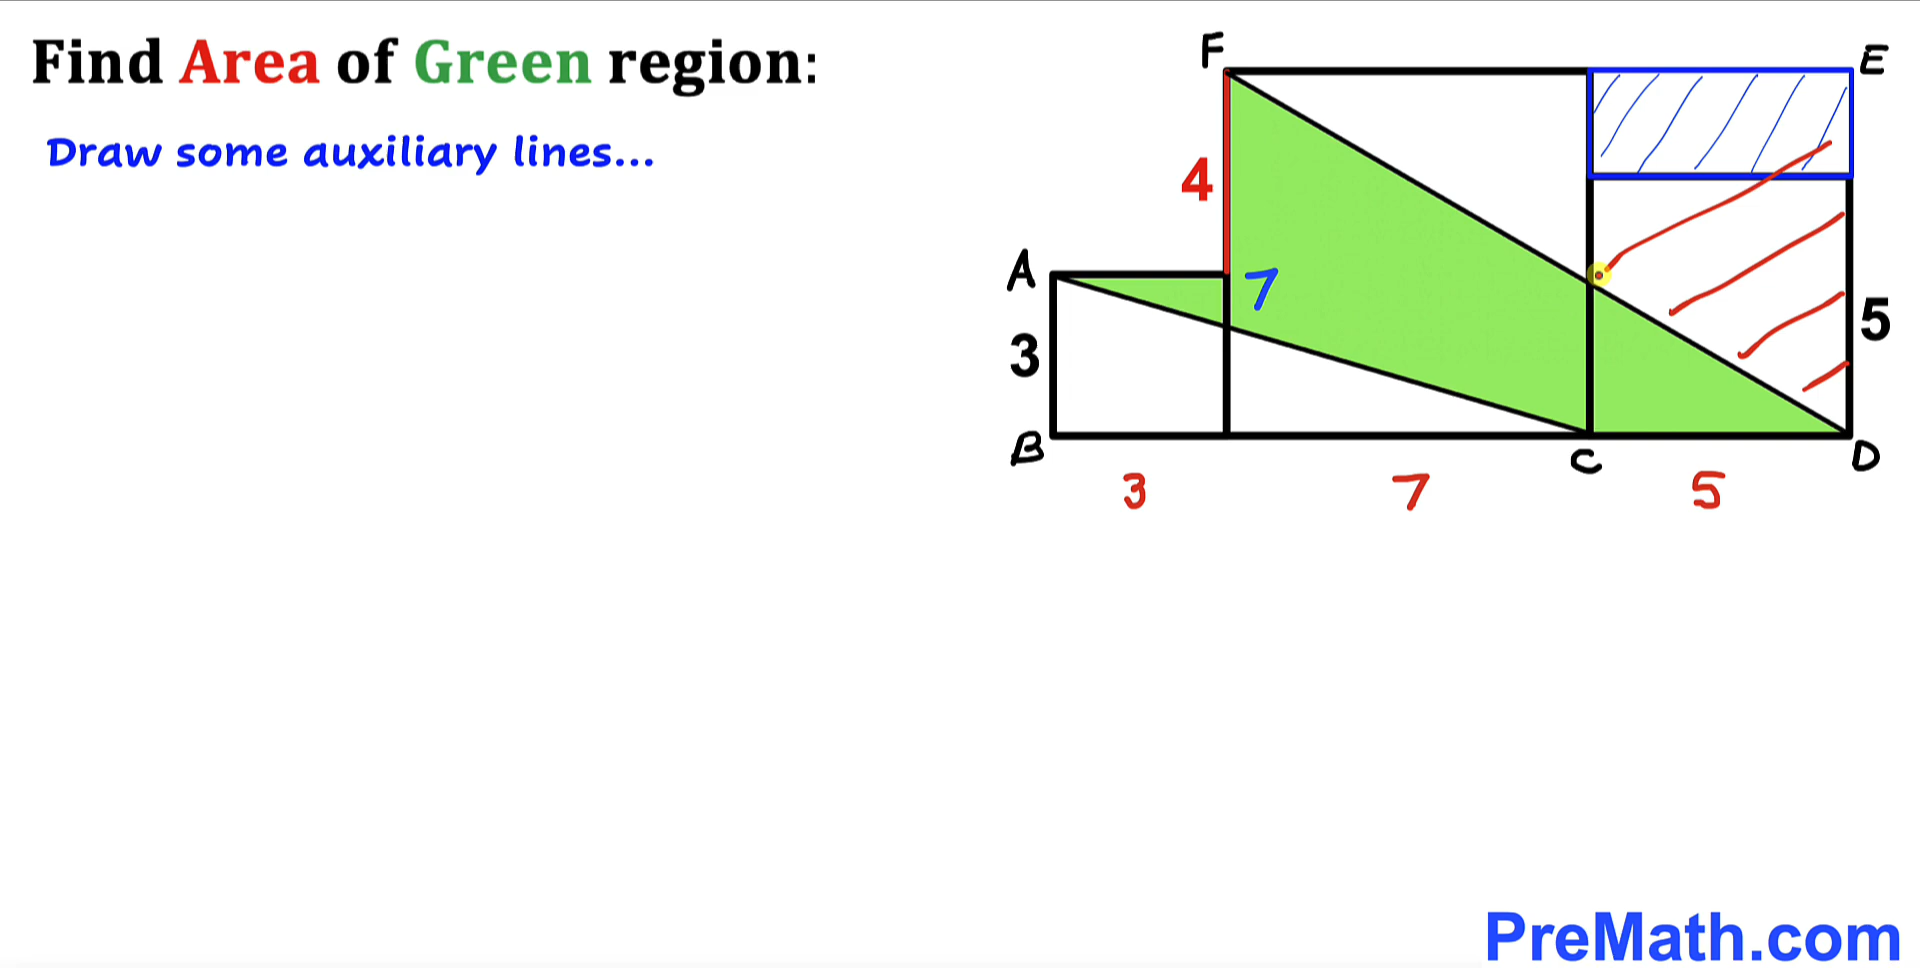 Find Area of Green region:
Draw some auxiliary lines...
F
E
4
A
7
3
5
B
C
D
3
7
5
PreMath.com